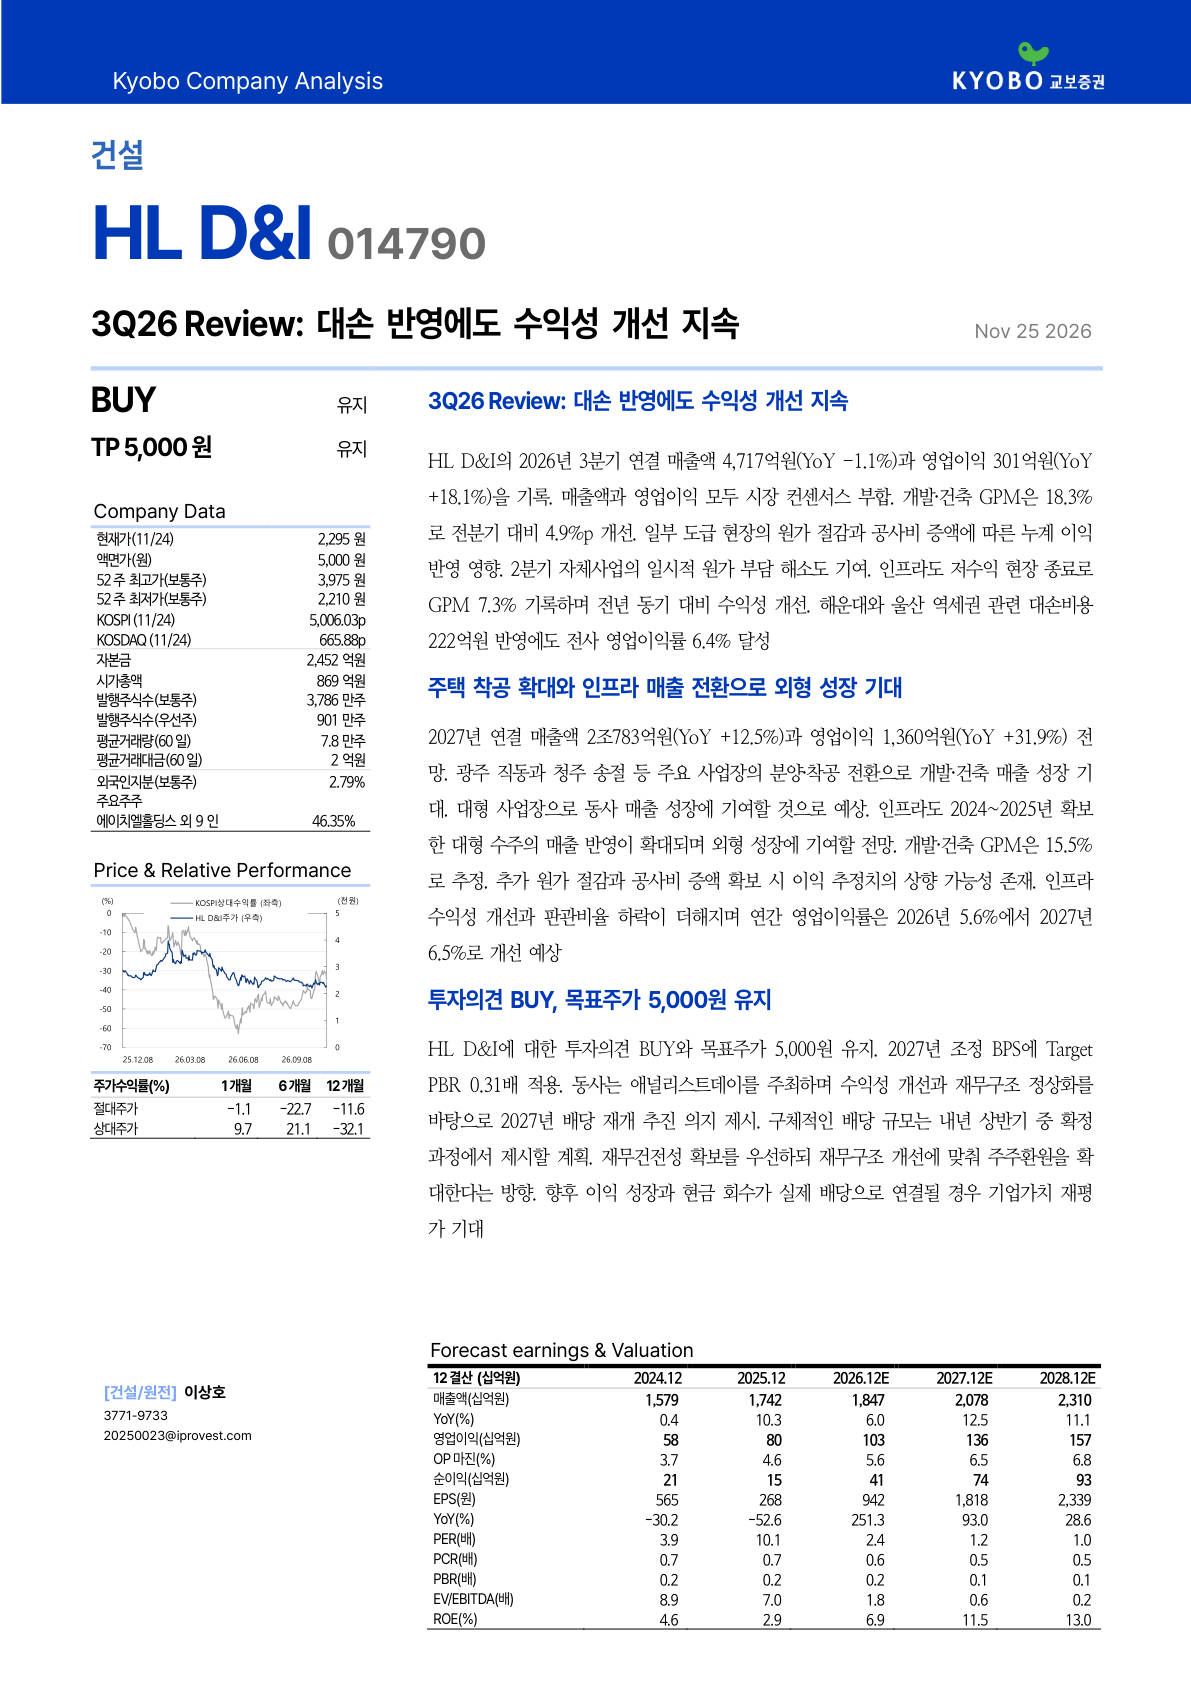 Kyobo Company Analysis
KYOBO 교보증권
건설
HL D&I 014790
3Q26 Review: 대손 반영에도 수익성 개선 지속
Nov 25 2026
BUY 유지
TP 5,000 원 유지
Company Data
현재가(11/24) 2,295 원
액면가(원) 5,000 원
52 주 최고가(보통주) 3,975 원
52 주 최저가(보통주) 2,210 원
KOSPI (11/24) 5,006.03p
KOSDAQ (11/24) 665.88p
자본금 2,452 억원
시가총액 869 억원
발행주식수(보통주) 3,786 만주
발행주식수(우선주) 901 만주
평균거래량(60 일) 7.8 만주
평균거래대금(60 일) 2 억원
외국인지분(보통주) 2.79%
주요주주
에이치엘홀딩스 외 9 인 46.35%
Price & Relative Performance
(%) KOSPI상대수익률 (좌측) (천원)
HL D&I주가 (우측)
0 5
-10
-20 4
-30 3
-40 2
-50
-60 1
-70 0
25.12.08 26.03.08 26.06.08 26.09.08
주가수익률(%) 1개월 6개월 12개월
절대주가 -1.1 -22.7 -11.6
상대주가 9.7 21.1 -32.1
[건설/원전] 이상호
3771-9733
20250023@iprovest.com
3Q26 Review: 대손 반영에도 수익성 개선 지속
HL D&I의 2026년 3분기 연결 매출액 4,717억원(YoY -1.1%)과 영업이익 301억원(YoY
+18.1%)을 기록. 매출액과 영업이익 모두 시장 컨센서스 부합. 개발·건축 GPM은 18.3%
로 전분기 대비 4.9%p 개선. 일부 도급 현장의 원가 절감과 공사비 증액에 따른 누계 이익
반영 영향. 2분기 자체사업의 일시적 원가 부담 해소도 기여. 인프라도 저수익 현장 종료로
GPM 7.3% 기록하며 전년 동기 대비 수익성 개선. 해운대와 울산 역세권 관련 대손비용
222억원 반영에도 전사 영업이익률 6.4% 달성
주택 착공 확대와 인프라 매출 전환으로 외형 성장 기대
2027년 연결 매출액 2조783억원(YoY +12.5%)과 영업이익 1,360억원(YoY +31.9%) 전
망. 광주 직동과 청주 송절 등 주요 사업장의 분양·착공 전환으로 개발·건축 매출 성장 기
대. 대형 사업장으로 동사 매출 성장에 기여할 것으로 예상. 인프라도 2024~2025년 확보
한 대형 수주의 매출 반영이 확대되며 외형 성장에 기여할 전망. 개발·건축 GPM은 15.5%
로 추정. 추가 원가 절감과 공사비 증액 확보 시 이익 추정치의 상향 가능성 존재. 인프라
수익성 개선과 판관비율 하락이 더해지며 연간 영업이익률은 2026년 5.6%에서 2027년
6.5%로 개선 예상
투자의견 BUY, 목표주가 5,000원 유지
HL D&I에 대한 투자의견 BUY와 목표주가 5,000원 유지. 2027년 조정 BPS에 Target
PBR 0.31배 적용. 동사는 애널리스트데이를 주최하며 수익성 개선과 재무구조 정상화를
바탕으로 2027년 배당 재개 추진 의지 제시. 구체적인 배당 규모는 내년 상반기 중 확정
과정에서 제시할 계획. 재무건전성 확보를 우선하되 재무구조 개선에 맞춰 주주환원을 확
대한다는 방향. 향후 이익 성장과 현금 회수가 실제 배당으로 연결될 경우 기업가치 재평
가 기대
Forecast earnings & Valuation
12 결산 (십억원) 2024.12 2025.12 2026.12E 2027.12E 2028.12E
매출액(십억원) 1,579 1,742 1,847 2,078 2,310
YoY(%) 0.4 10.3 6.0 12.5 11.1
영업이익(십억원) 58 80 103 136 157
OP 마진(%) 3.7 4.6 5.6 6.5 6.8
순이익(십억원) 21 15 41 74 93
EPS(원) 565 268 942 1,818 2,339
YoY(%) -30.2 -52.6 251.3 93.0 28.6
PER(배) 3.9 10.1 2.4 1.2 1.0
PCR(배) 0.7 0.7 0.6 0.5 0.5
PBR(배) 0.2 0.2 0.2 0.1 0.1
EV/EBITDA(배) 8.9 7.0 1.8 0.6 0.2
ROE(%) 4.6 2.9 6.9 11.5 13.0